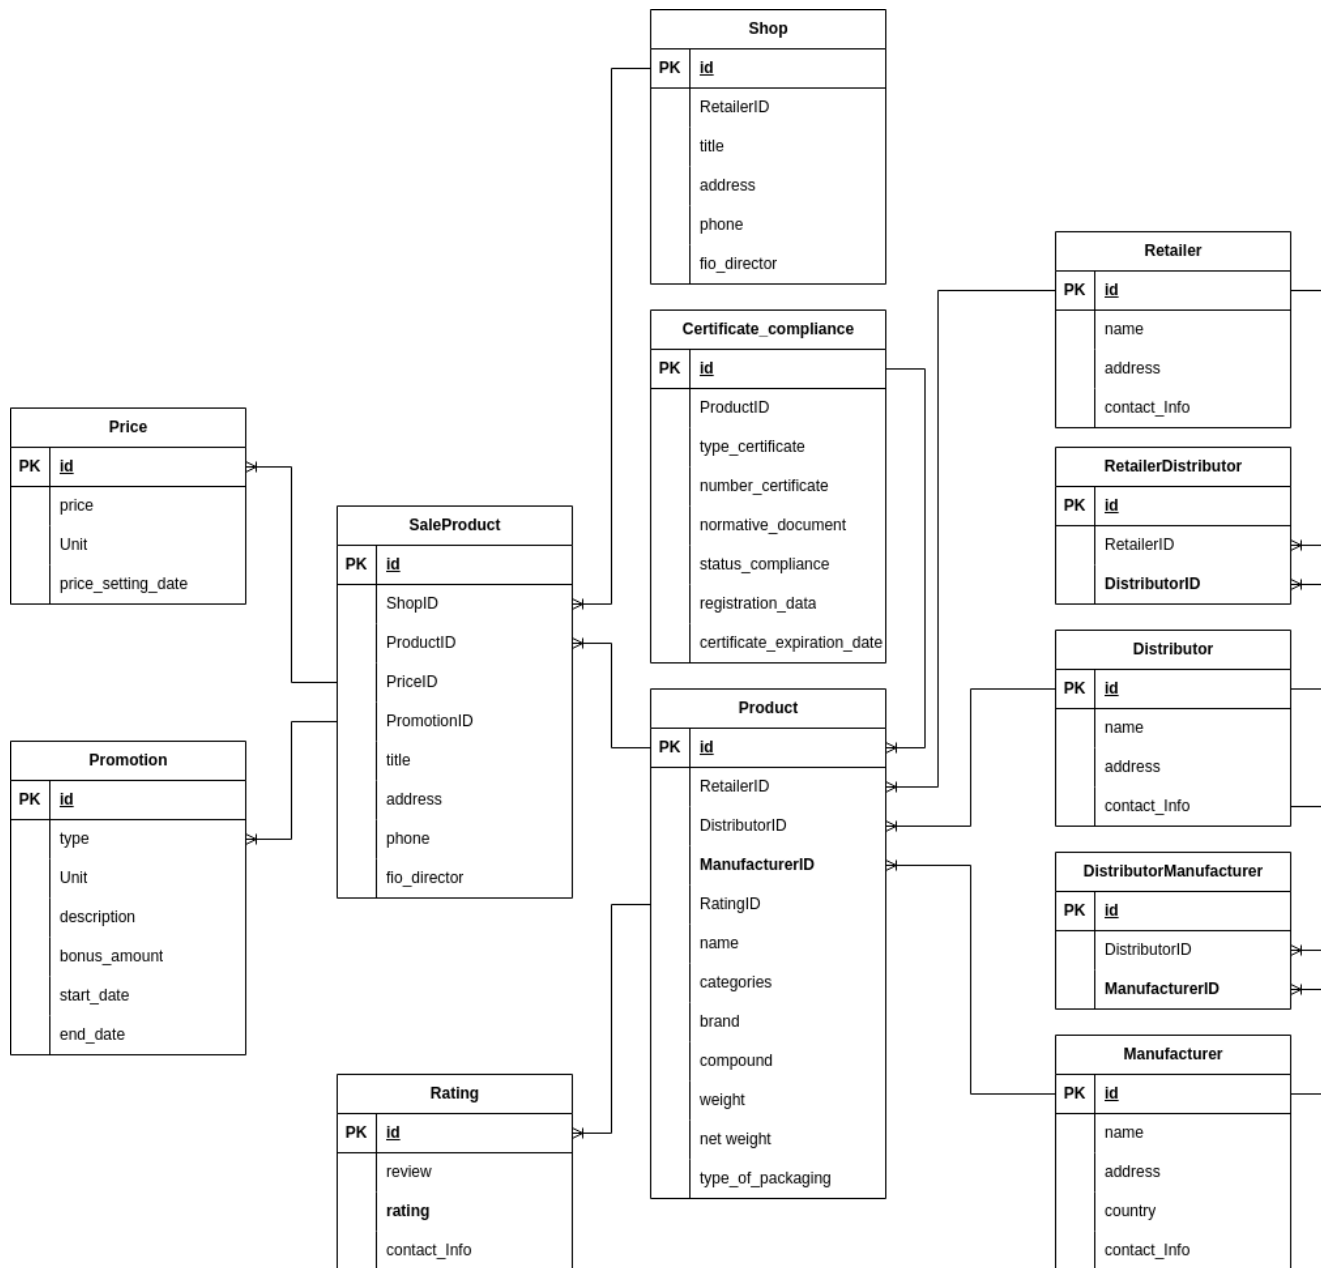 Shop
PK id
RetailerID
title
address
phone
fio_director
Certificate_compliance
PK id
ProductID
type_certificate
number_certificate
normative_document
status_compliance
registration_data
certificate_expiration_date
Retailer
PK id
name
address
contact_Info
RetailerDistributor
PK id
RetailerID
DistributorID
Price
PK id
price
Unit
price_setting_date
SaleProduct
PK id
ShopID
ProductID
PriceID
PromotionID
title
address
phone
fio_director
Distributor
PK id
name
address
contact_Info
Product
PK id
RetailerID
DistributorID
ManufacturerID
RatingID
name
categories
brand
compound
weight
net weight
type_of_packaging
Promotion
PK id
type
Unit
description
bonus_amount
start_date
end_date
DistributorManufacturer
PK id
DistributorID
ManufacturerID
Manufacturer
PK id
name
address
country
contact_Info
Rating
PK id
review
rating
contact_Info